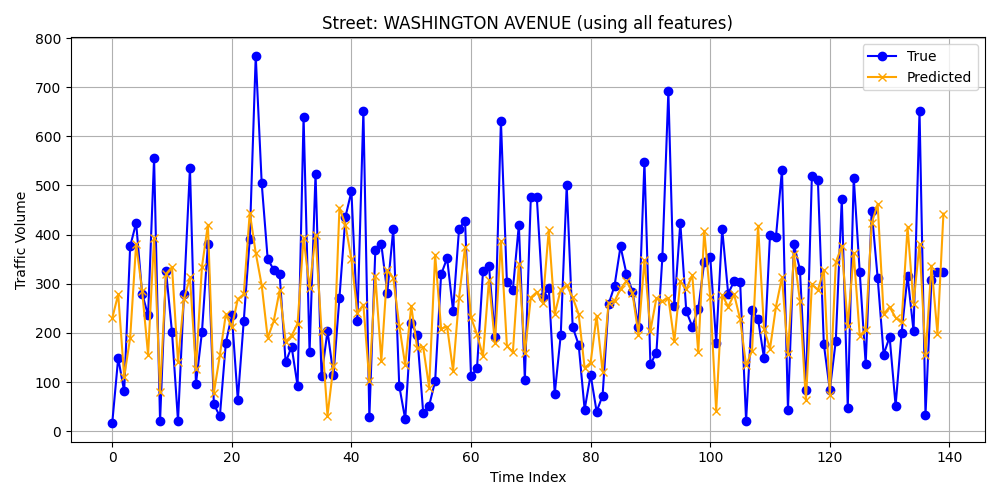 Street: WASHINGTON AVENUE (using all features)
True
Predicted
Traffic Volume
800
700
600
500
400
300
200
100
0
0 20 40 60 80 100 120 140
Time Index